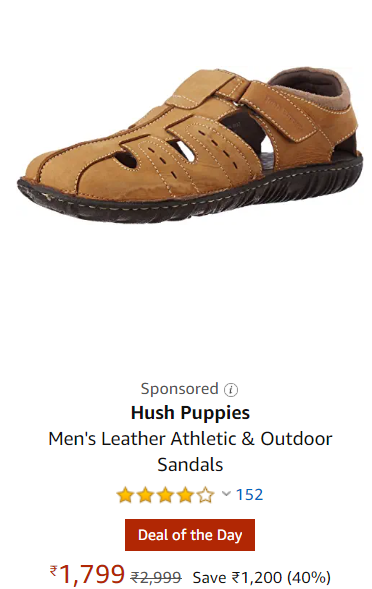 Sponsored
Hush Puppies
Men's Leather Athletic & Outdoor
Sandals
152
Deal of the Day
₹1,799 ₹2,999 Save ₹1,200 (40%)